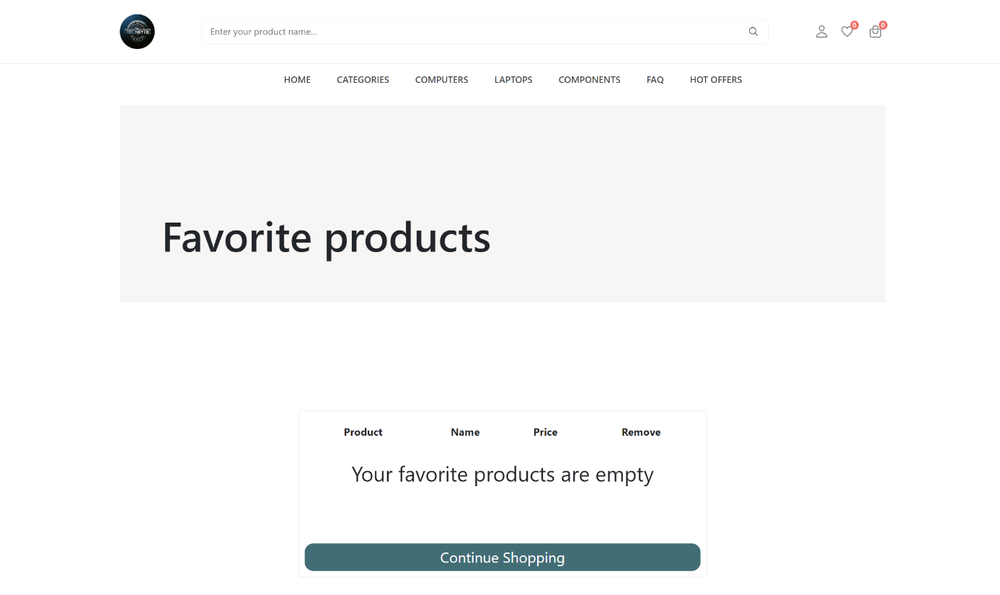 TECHBYTE
Enter your product name...
0
0
HOME CATEGORIES COMPUTERS LAPTOPS COMPONENTS FAQ HOT OFFERS
Favorite products
Product Name Price Remove
Your favorite products are empty
Continue Shopping